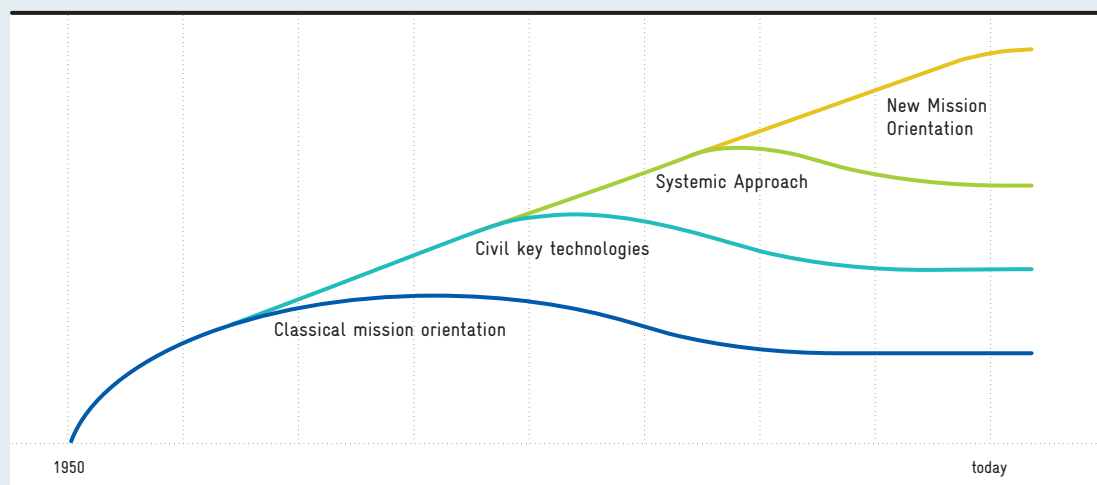 New Mission
Orientation
Systemic Approach
Civil key technologies
Classical mission orientation
1950
today